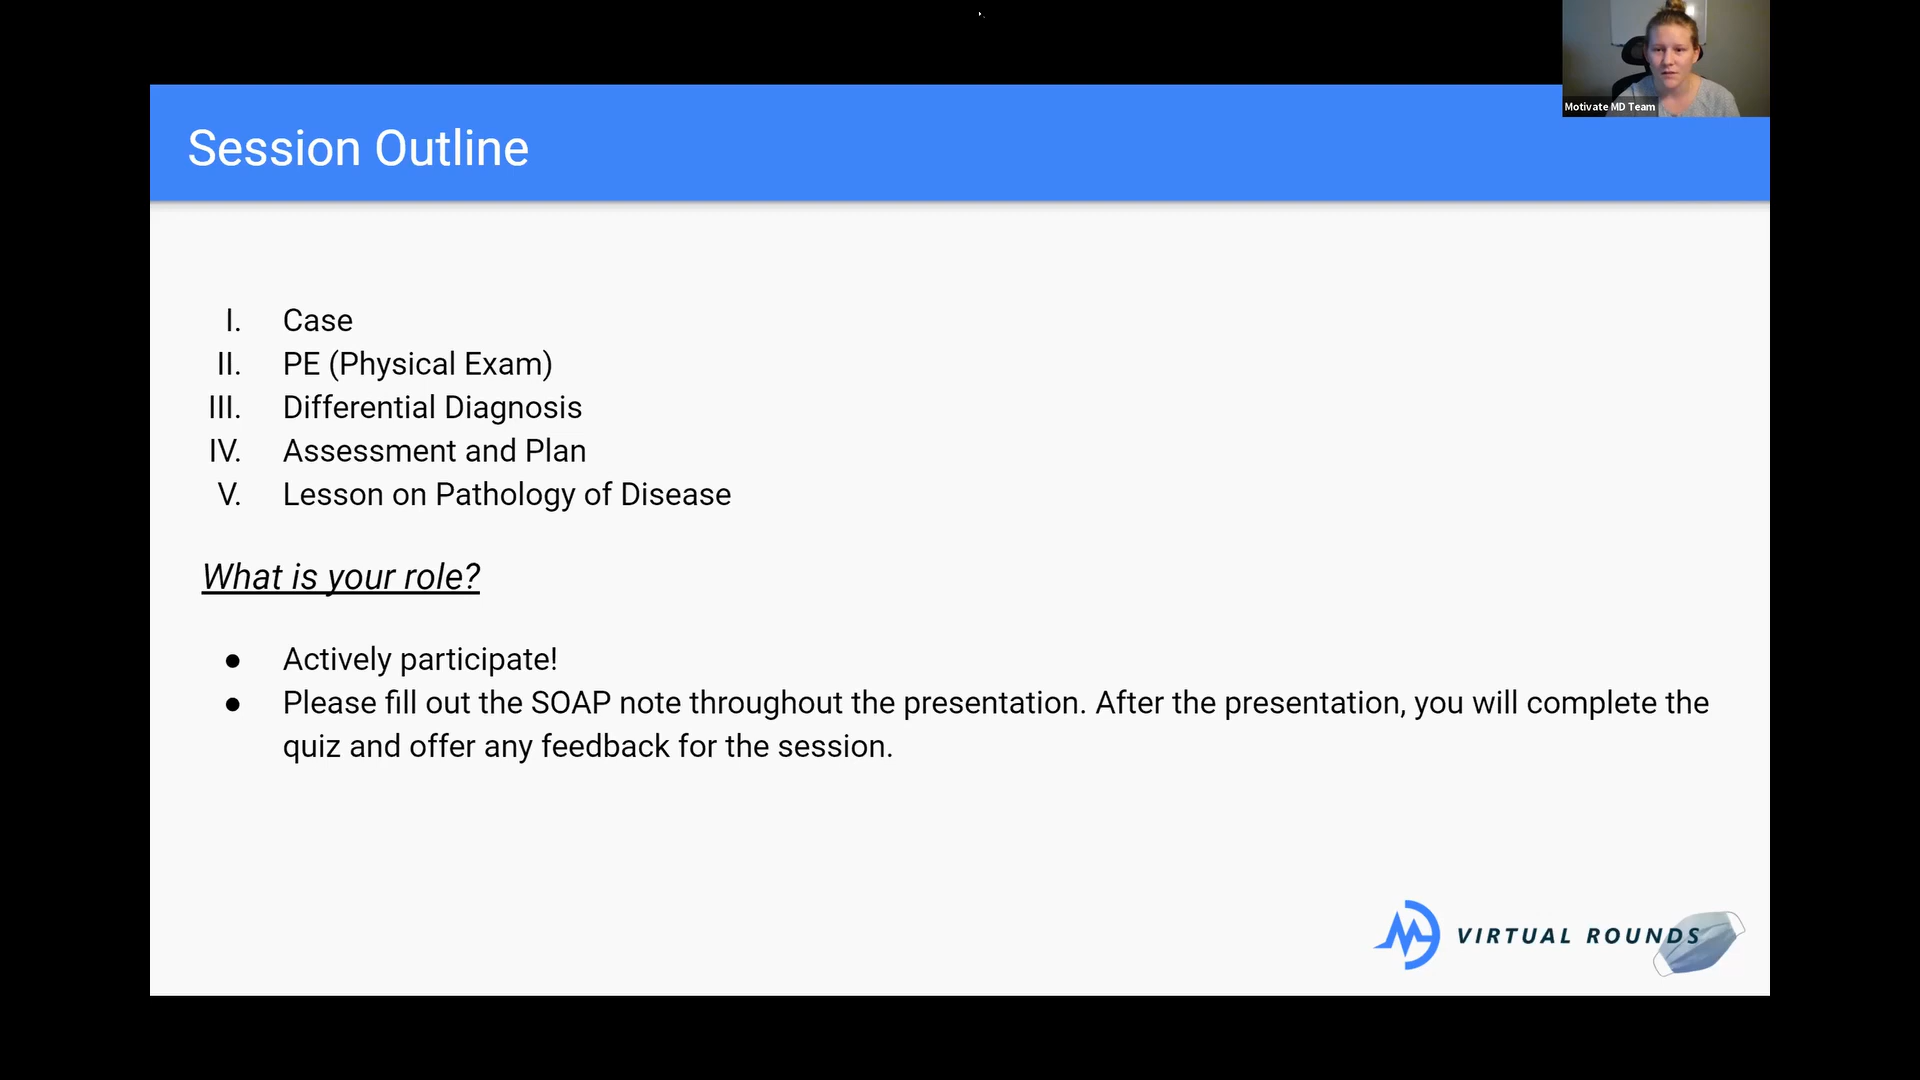 Motivate MD Team
Session Outline
I. Case
II. PE (Physical Exam)
III. Differential Diagnosis
IV. Assessment and Plan
V. Lesson on Pathology of Disease
What is your role?
● Actively participate!
● Please fill out the SOAP note throughout the presentation. After the presentation, you will complete the
quiz and offer any feedback for the session.
VIRTUAL ROUNDS